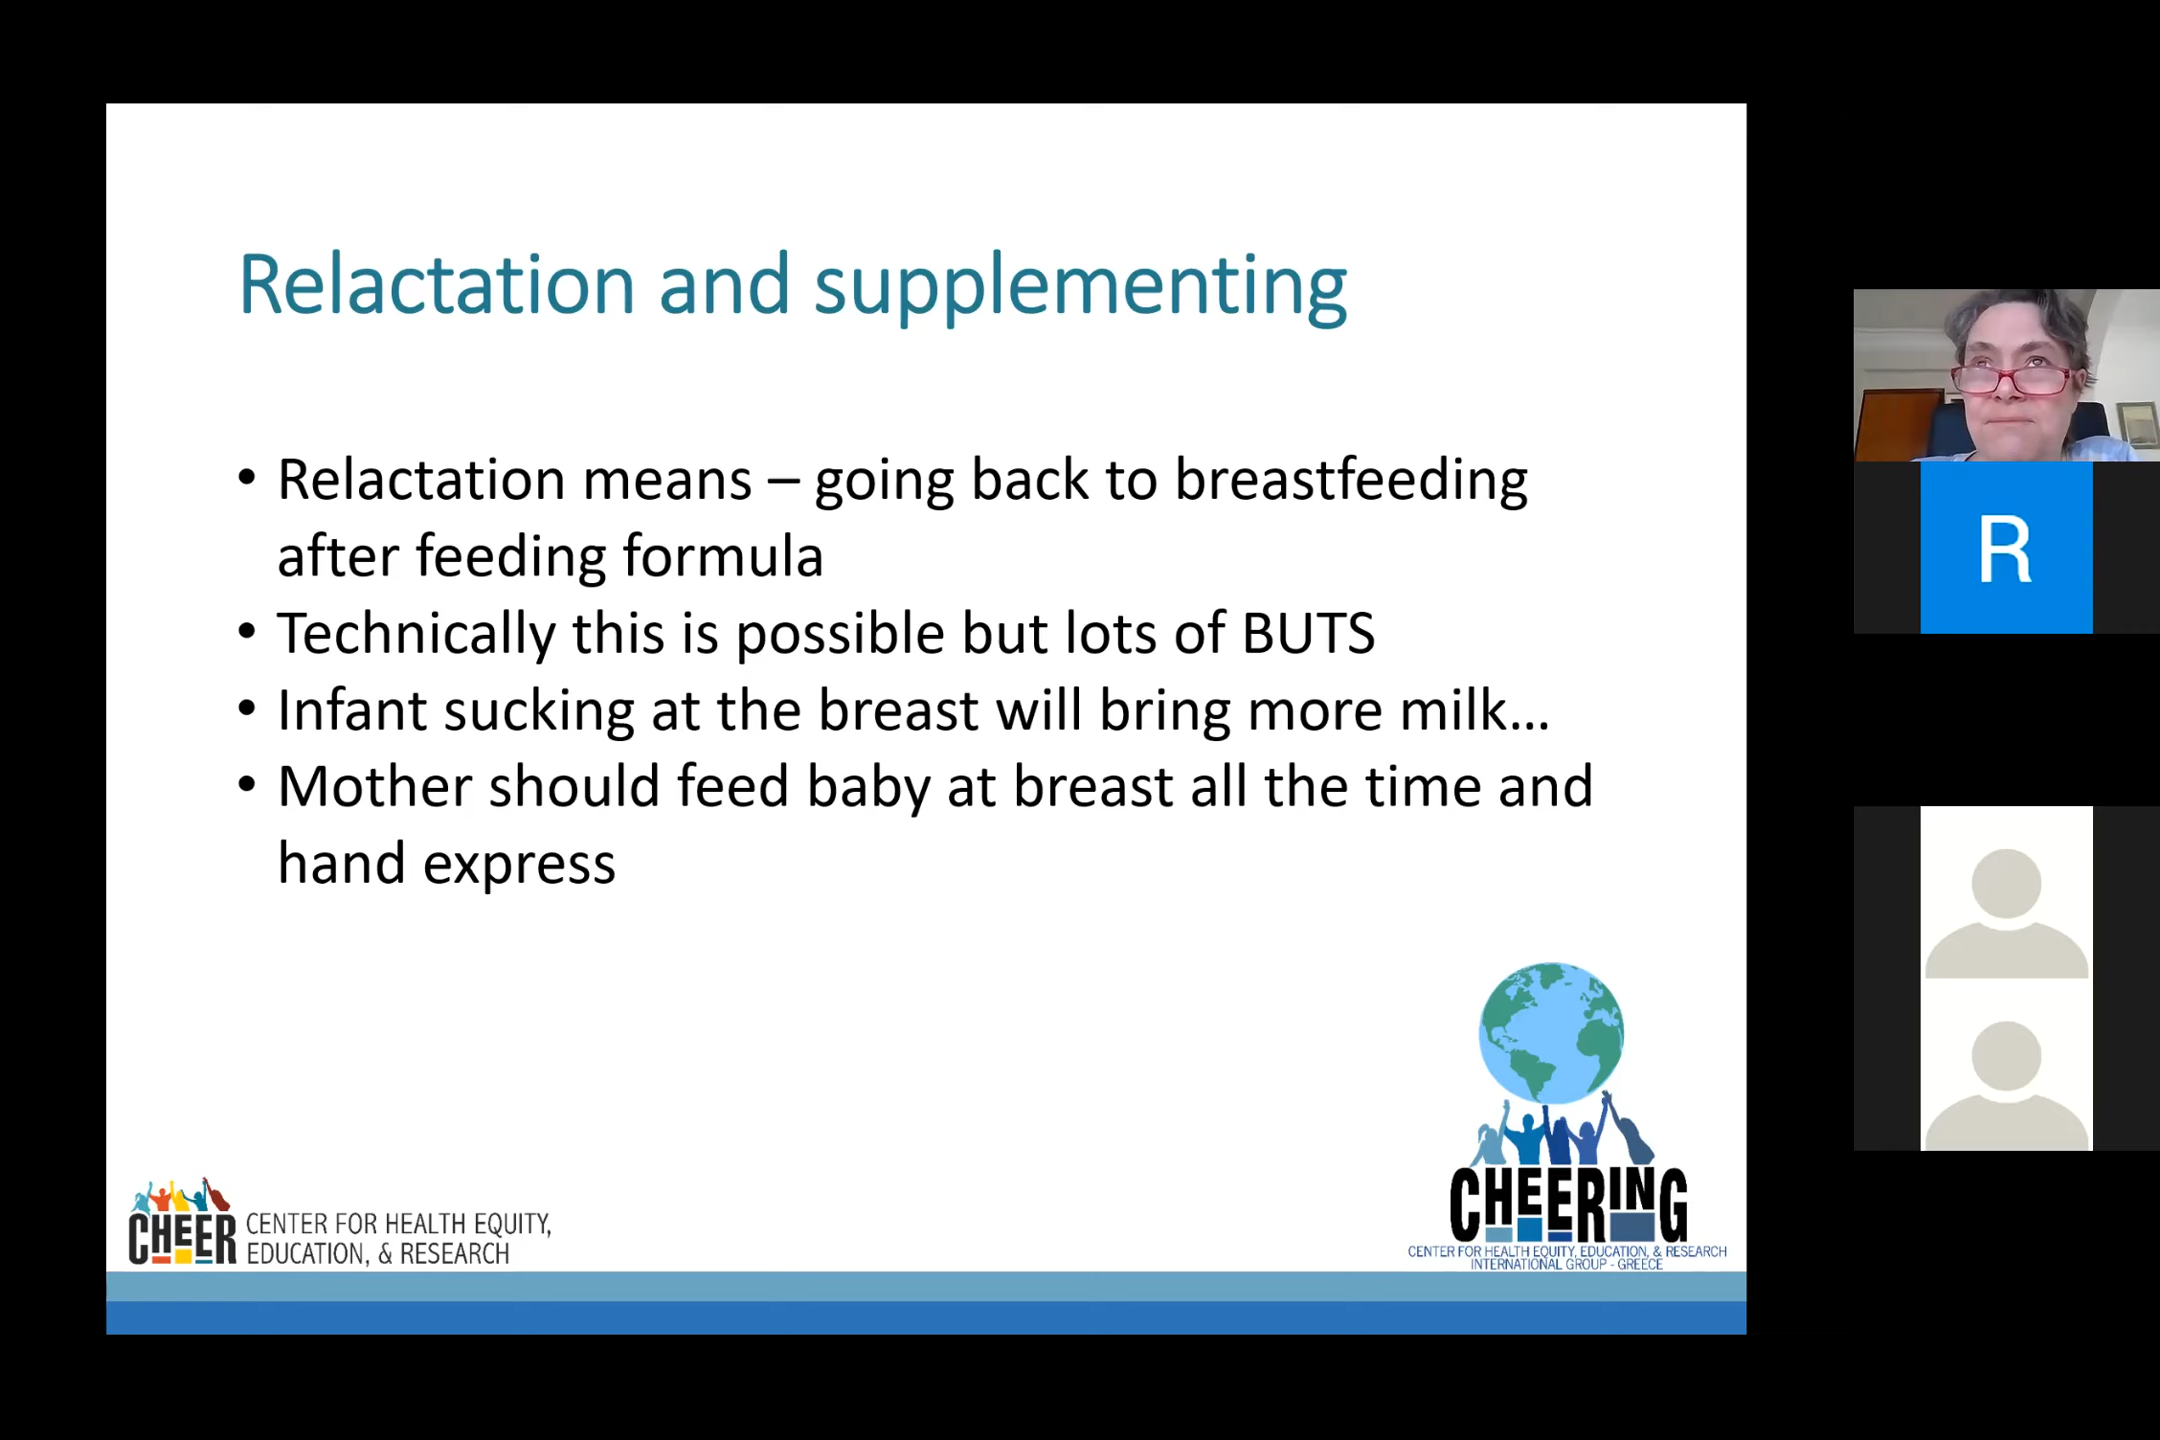 Relactation and supplementing
• Relactation means – going back to breastfeeding
after feeding formula
• Technically this is possible but lots of BUTS
• Infant sucking at the breast will bring more milk...
• Mother should feed baby at breast all the time and
hand express
CHEER CENTER FOR HEALTH EQUITY,
EDUCATION, & RESEARCH
CHEERING
CENTER FOR HEALTH EQUITY, EDUCATION, & RESEARCH
INTERNATIONAL GROUP - GREECE
R